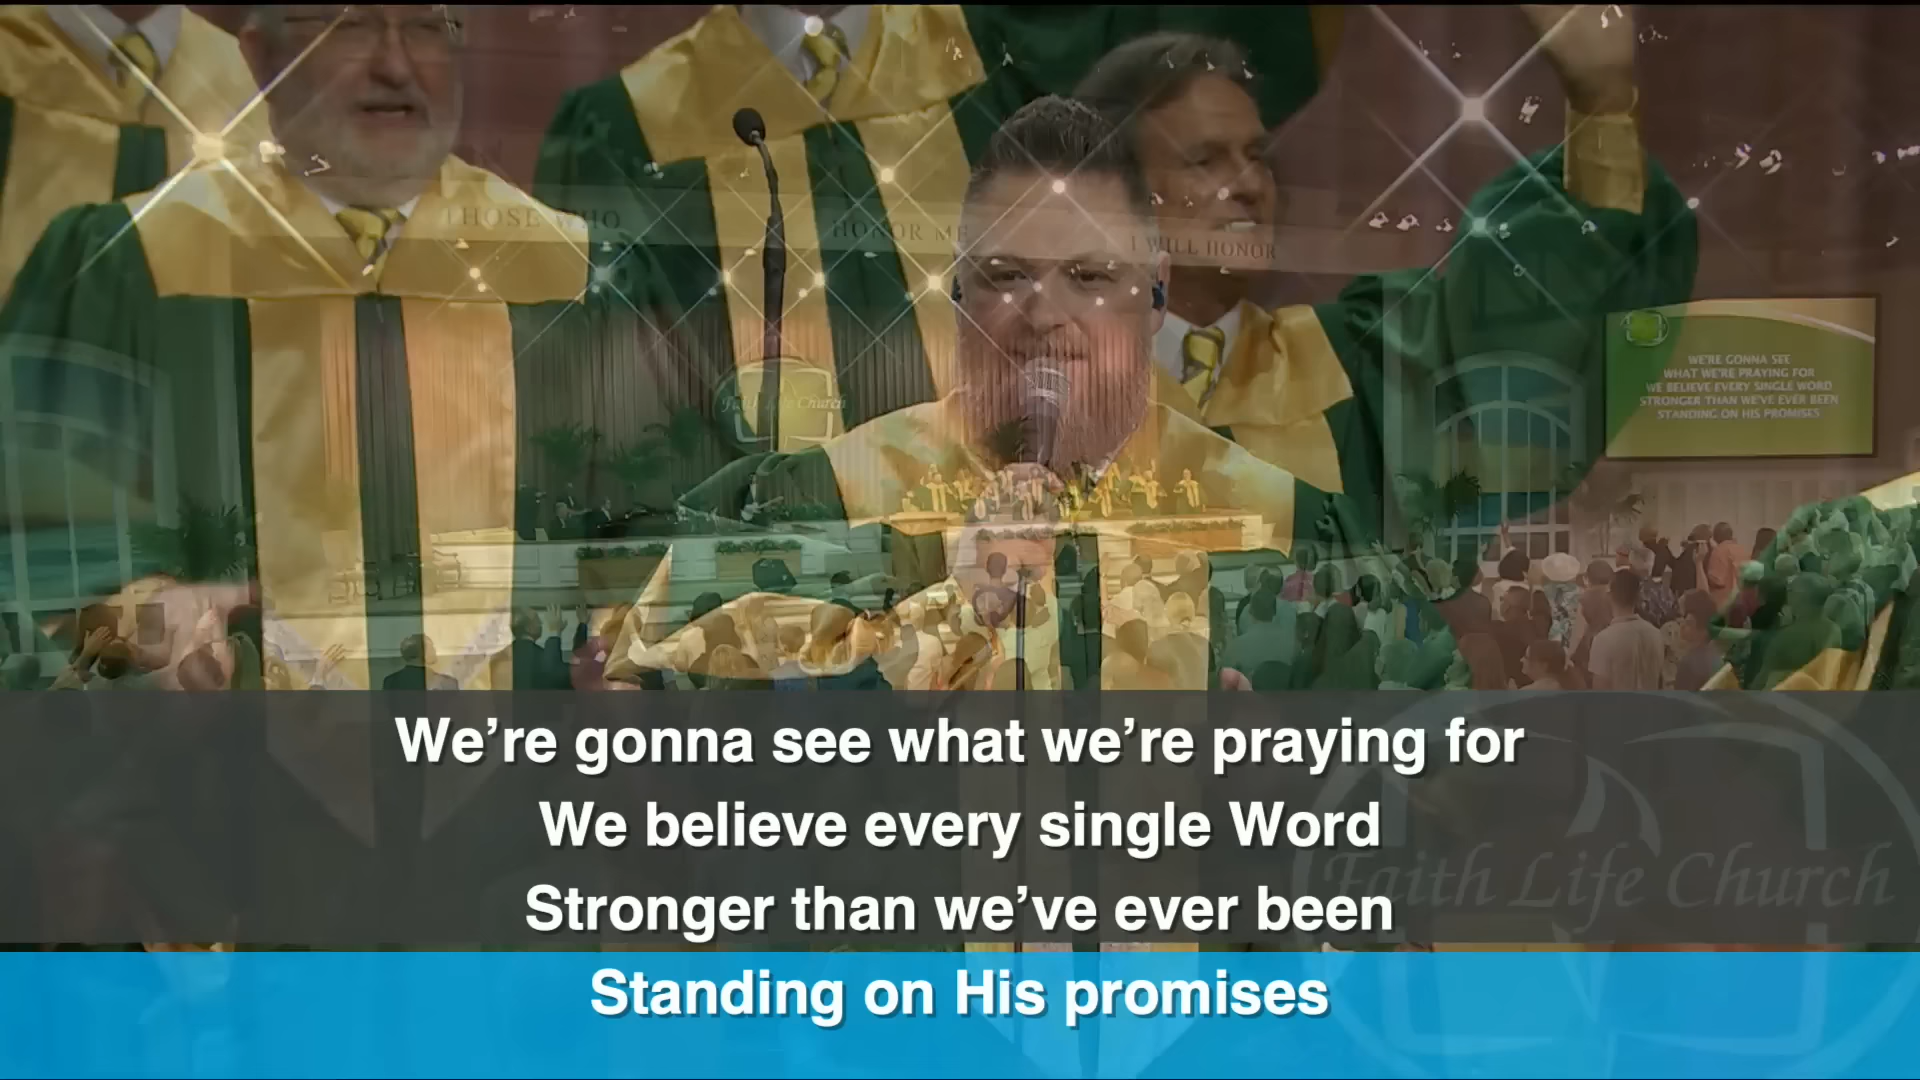 THOSE WHO
HONOR ME
I WILL HONOR
Faith Life Church
WE'RE GONNA SEE
WHAT WE'RE PRAYING FOR
WE BELIEVE EVERY SINGLE WORD
STRONGER THAN WE'VE EVER BEEN
STANDING ON HIS PROMISES
We’re gonna see what we’re praying for
We believe every single Word
Stronger than we’ve ever been
Faith Life Church
Standing on His promises